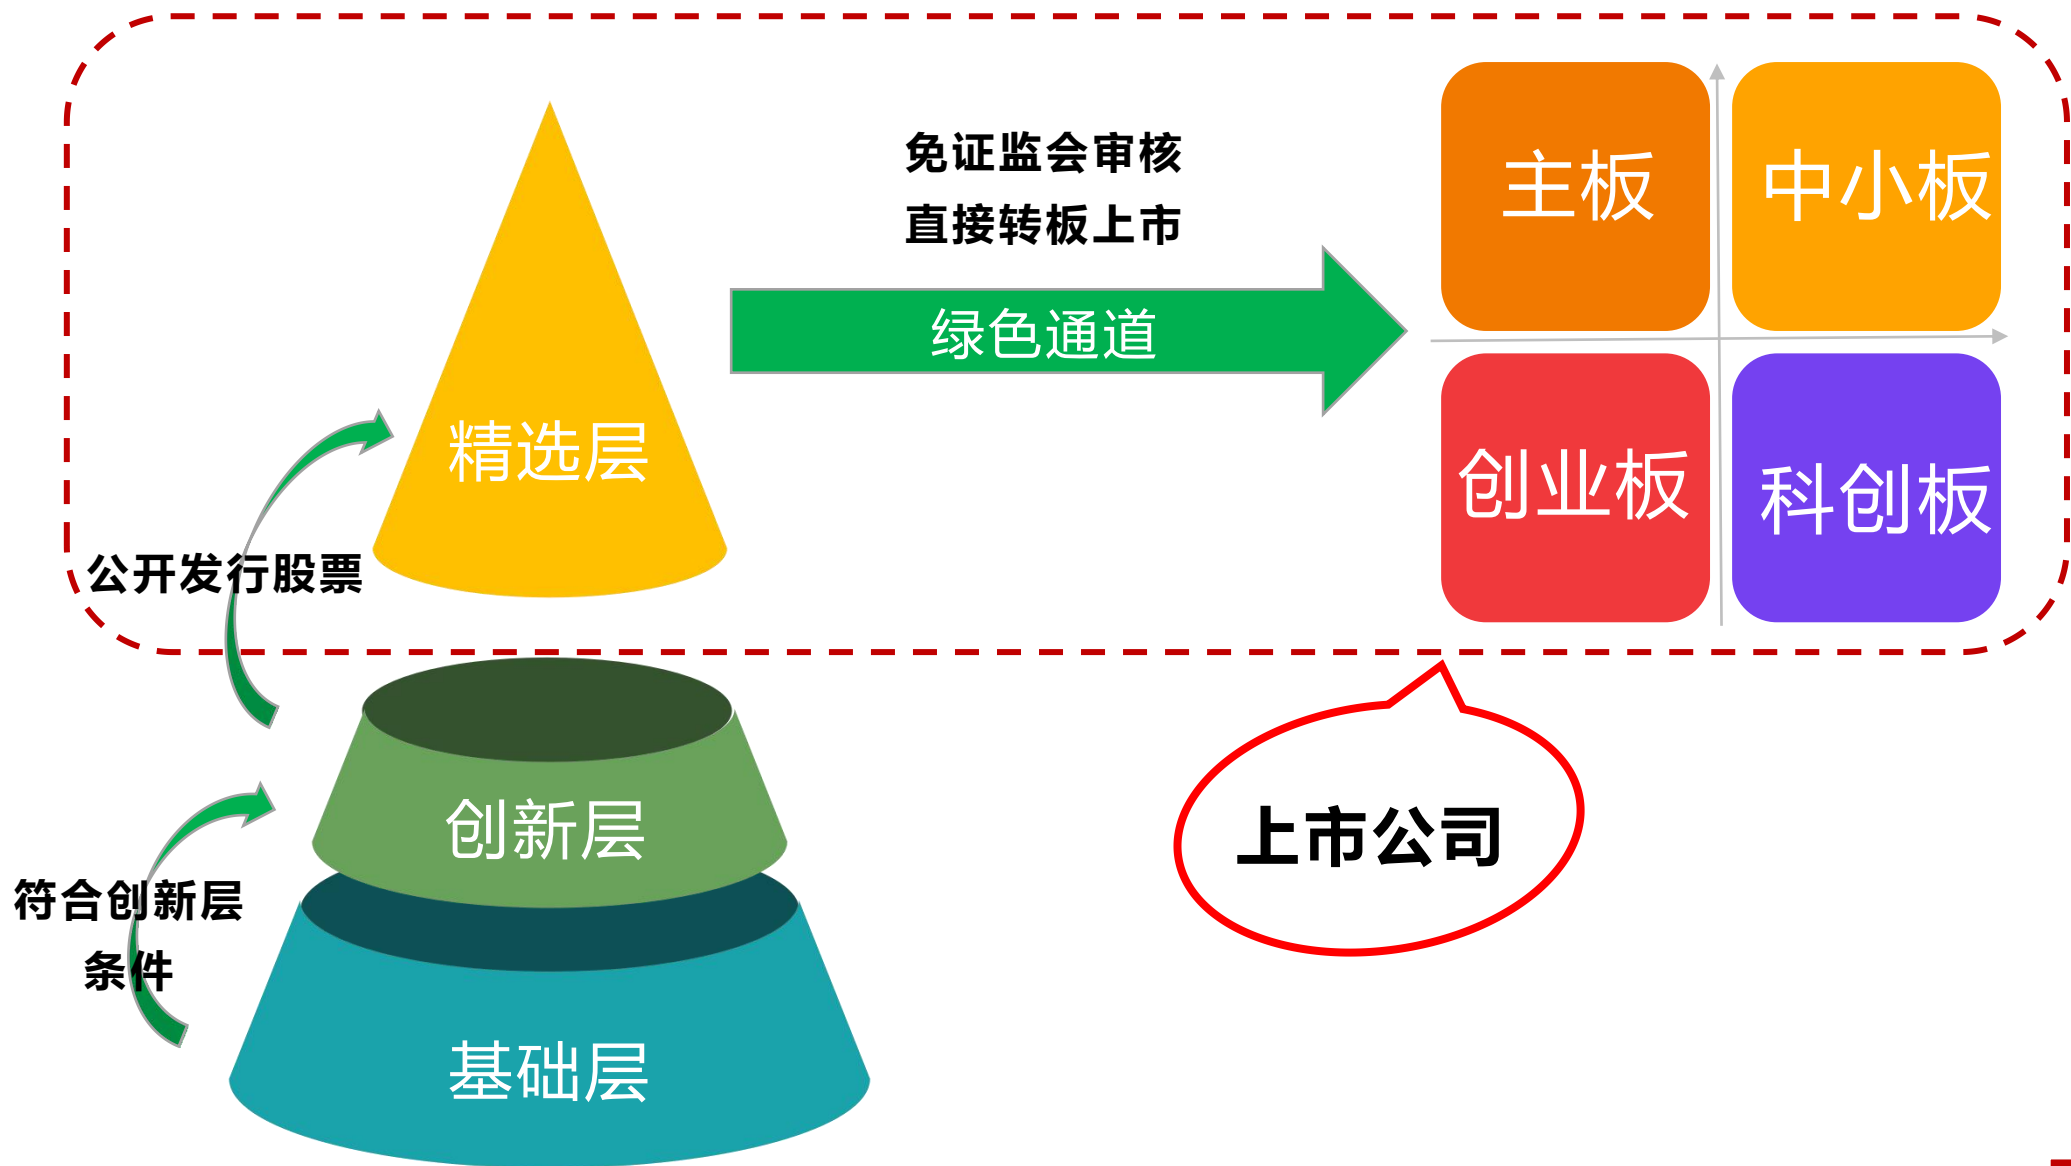 免证监会审核
直接转板上市
绿色通道
主板
中小板
创业板
科创板
精选层
公开发行股票
创新层
上市公司
符合创新层
条件
基础层